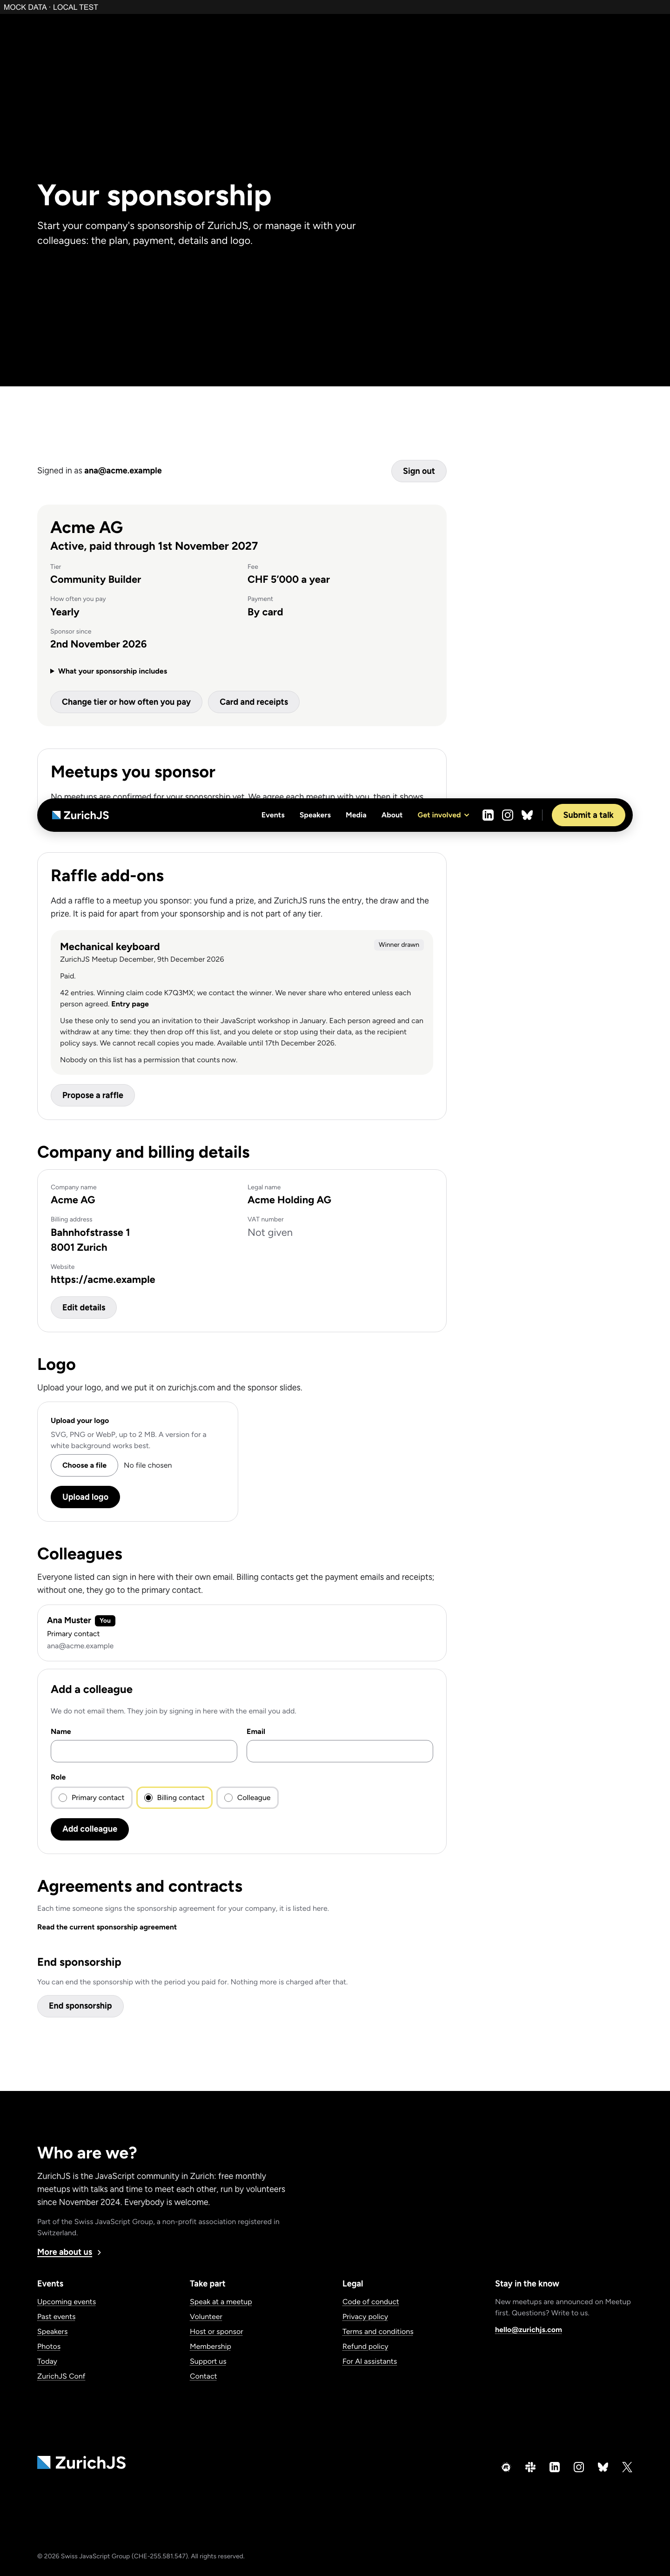 MOCK DATA · LOCAL TEST
Your sponsorship
Start your company's sponsorship of ZurichJS, or manage it with your
colleagues: the plan, payment, details and logo.
Signed in as ana@acme.example
Sign out
Acme AG
Active, paid through 1st November 2027
Tier
Community Builder
Fee
CHF 5’000 a year
How often you pay
Yearly
Payment
By card
Sponsor since
2nd November 2026
What your sponsorship includes
Change tier or how often you pay
Card and receipts
Meetups you sponsor
No meetups are confirmed for your sponsorship yet. We agree each meetup with you, then it shows
ZurichJS
Events
Speakers
Media
About
Get involved
Submit a talk
Raffle add-ons
Add a raffle to a meetup you sponsor: you fund a prize, and ZurichJS runs the entry, the draw and the
prize. It is paid for apart from your sponsorship and is not part of any tier.
Mechanical keyboard
Winner drawn
ZurichJS Meetup December, 9th December 2026
Paid.
42 entries. Winning claim code K7Q3MX; we contact the winner. We never share who entered unless each
person agreed. Entry page
Use these only to send you an invitation to their JavaScript workshop in January. Each person agreed and can
withdraw at any time: they then drop off this list, and you delete or stop using their data, as the recipient
policy says. We cannot recall copies you made. Available until 17th December 2026.
Nobody on this list has a permission that counts now.
Propose a raffle
Company and billing details
Company name
Acme AG
Legal name
Acme Holding AG
Billing address
Bahnhofstrasse 1
8001 Zurich
VAT number
Not given
Website
https://acme.example
Edit details
Logo
Upload your logo, and we put it on zurichjs.com and the sponsor slides.
Upload your logo
SVG, PNG or WebP, up to 2 MB. A version for a
white background works best.
Choose a file
No file chosen
Upload logo
Colleagues
Everyone listed can sign in here with their own email. Billing contacts get the payment emails and receipts;
without one, they go to the primary contact.
Ana Muster
You
Primary contact
ana@acme.example
Add a colleague
We do not email them. They join by signing in here with the email you add.
Name
Email
Role
Primary contact
Billing contact
Colleague
Add colleague
Agreements and contracts
Each time someone signs the sponsorship agreement for your company, it is listed here.
Read the current sponsorship agreement
End sponsorship
You can end the sponsorship with the period you paid for. Nothing more is charged after that.
End sponsorship
Who are we?
ZurichJS is the JavaScript community in Zurich: free monthly
meetups with talks and time to meet each other, run by volunteers
since November 2024. Everybody is welcome.
Part of the Swiss JavaScript Group, a non-profit association registered in
Switzerland.
More about us
Events
Upcoming events
Past events
Speakers
Photos
Today
ZurichJS Conf
Take part
Speak at a meetup
Volunteer
Host or sponsor
Membership
Support us
Contact
Legal
Code of conduct
Privacy policy
Terms and conditions
Refund policy
For AI assistants
Stay in the know
New meetups are announced on Meetup
first. Questions? Write to us.
hello@zurichjs.com
ZurichJS
© 2026 Swiss JavaScript Group (CHE-255.581.547). All rights reserved.